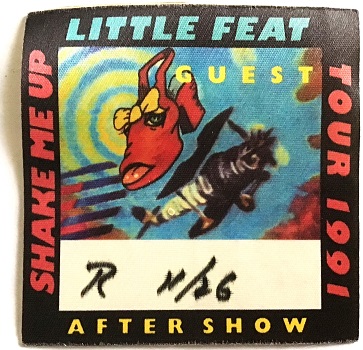 LITTLE FEAT
SHAKE ME UP
TOUR 1991
GUEST
R 11/26
AFTER SHOW